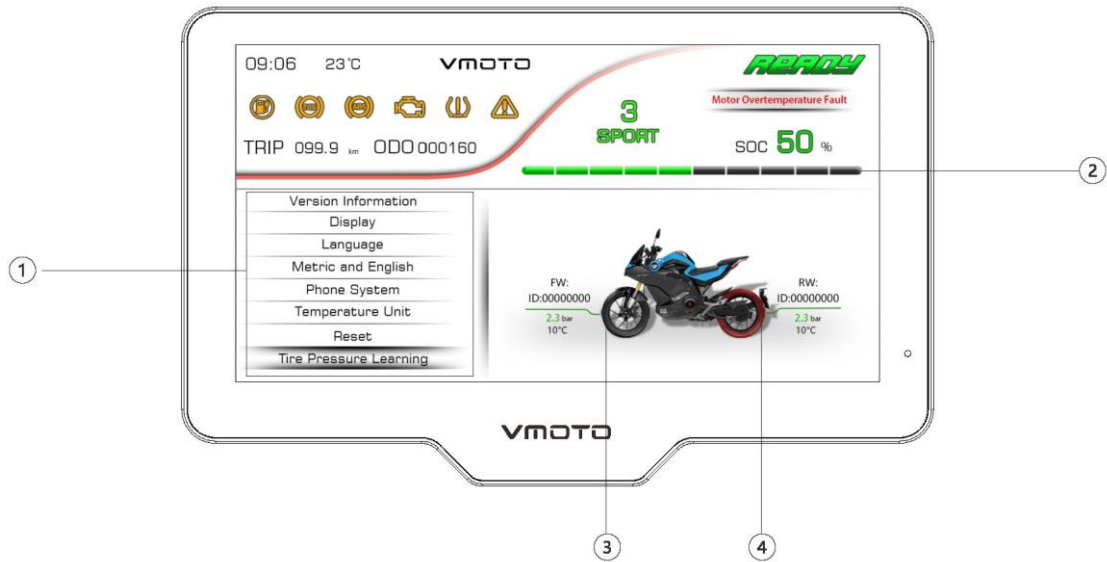 09:06 23°C VMOTO READY
Motor Overtemperature Fault
3
SPORT
TRIP 099.9 km ODO 000160
SOC 50 %
2
Version Information
Display
Language
Metric and English
1
Phone System
Temperature Unit
Reset
Tire Pressure Learning
FW:
ID:00000000
2.3 bar
10°C
RW:
ID:00000000
2.3 bar
10°C
VMOTO
3
4